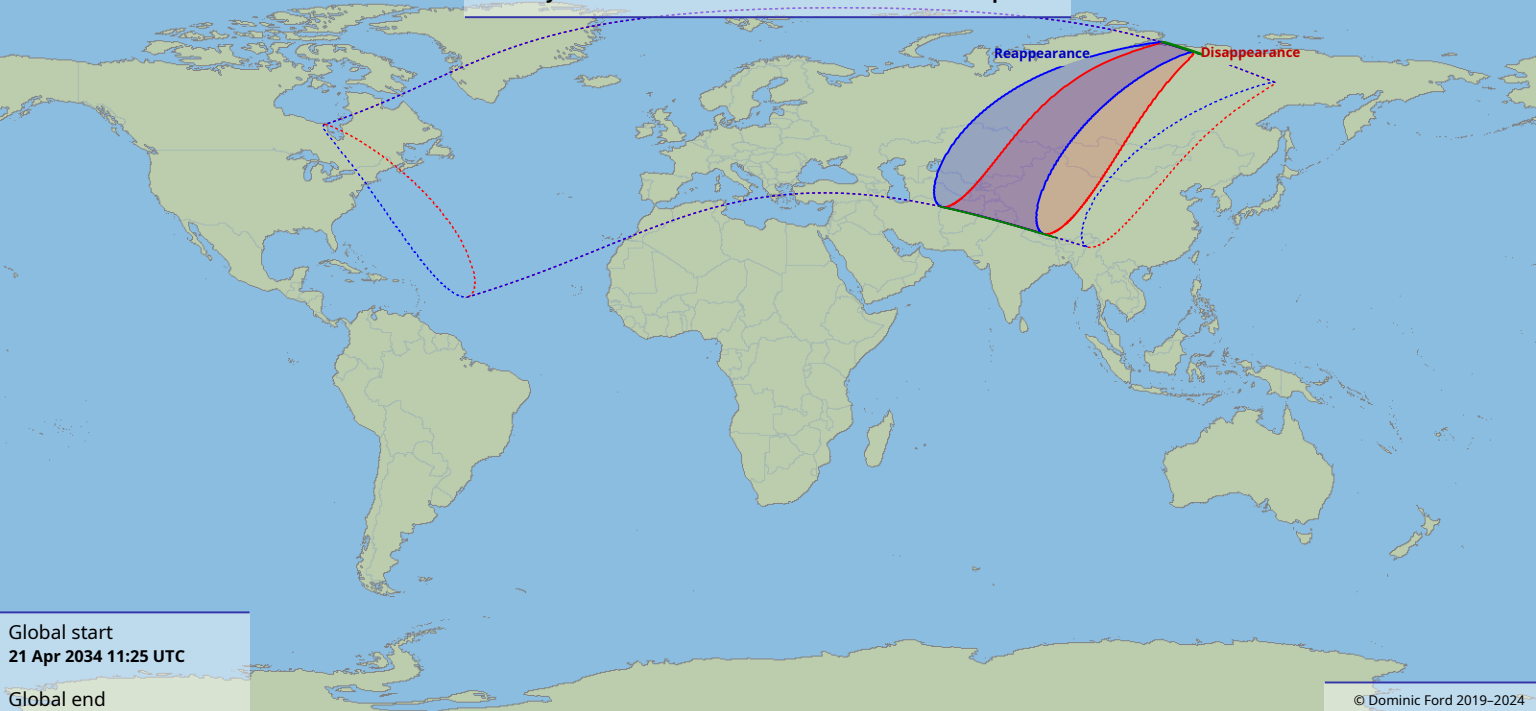 Reappearance
Disappearance
Global start
21 Apr 2034 11:25 UTC
Global end
© Dominic Ford 2019–2024